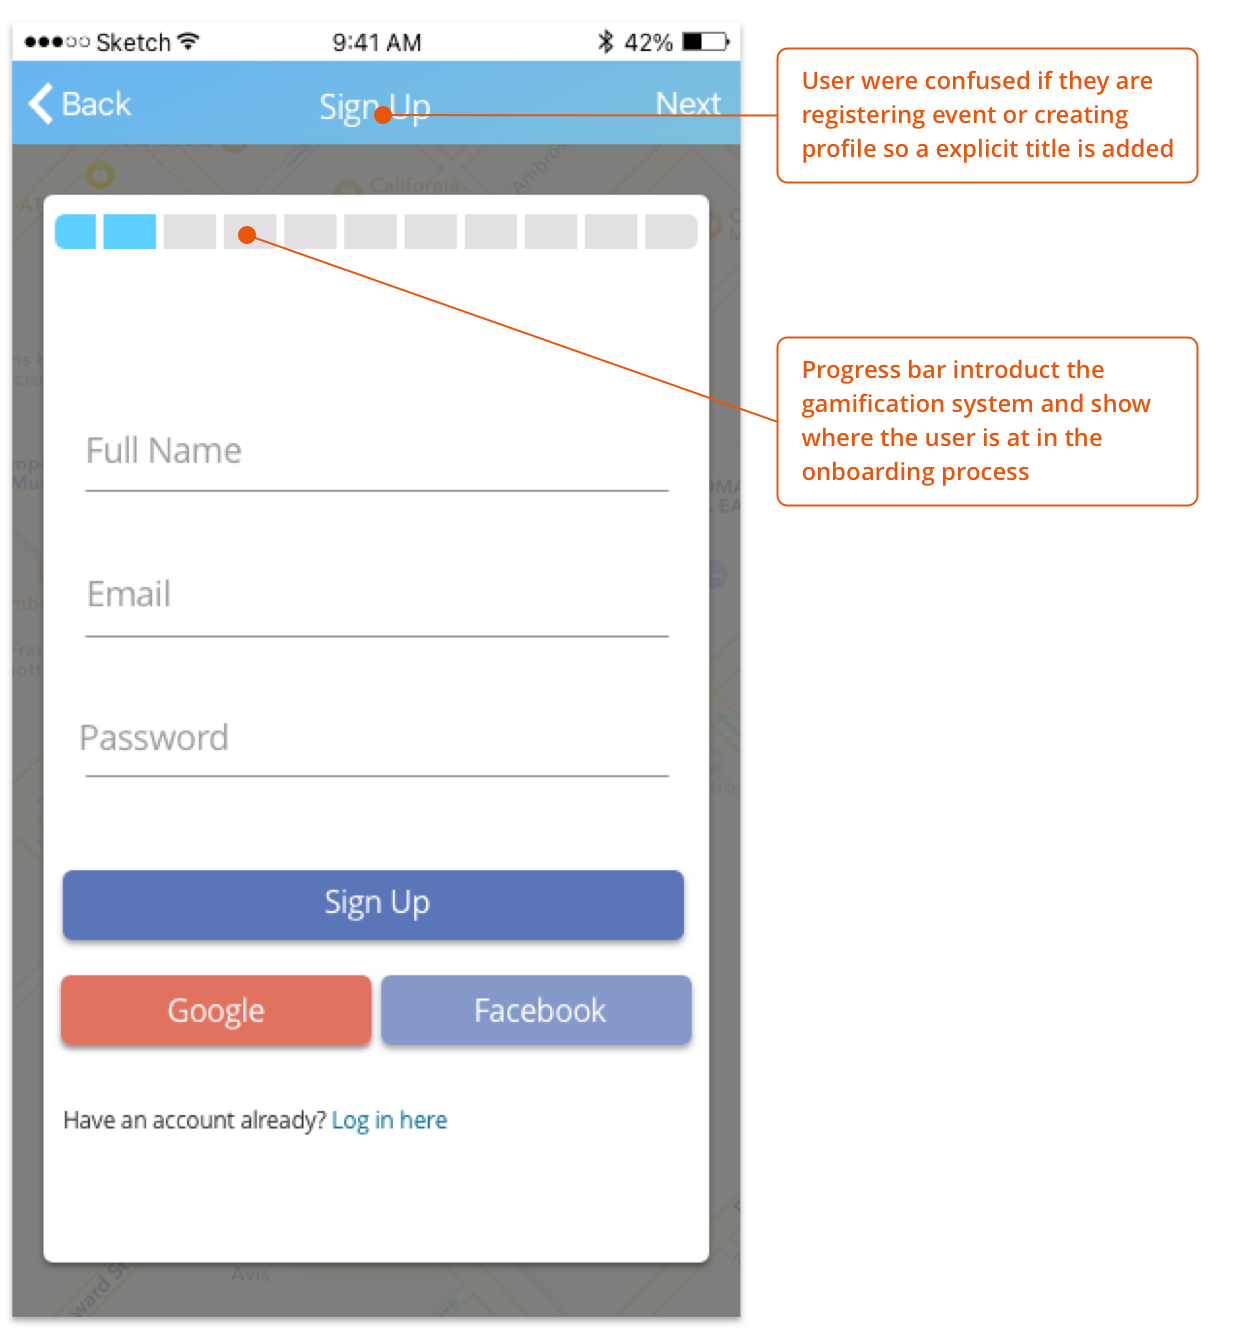 Sketch
9:41 AM
42%
Back
Sign Up
Next
User were confused if they are
registering event or creating
profile so a explicit title is added
California
Ambros
Progress bar introduct the
gamification system and show
where the user is at in the
onboarding process
Full Name
Email
Password
Sign Up
Google
Facebook
Have an account already? Log in here
Avis